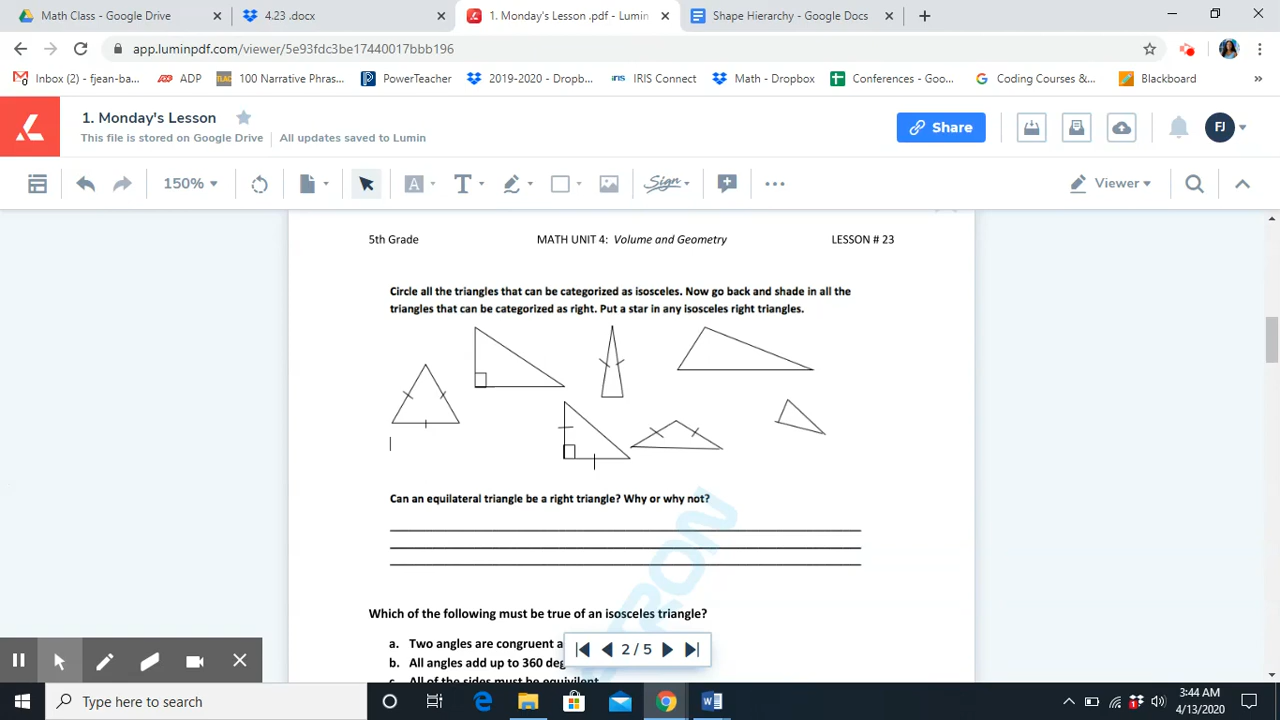 Math Class - Google Drive
4.23.docx
1. Monday's Lesson .pdf - Lumin
Shape Hierarchy - Google Docs
app.luminpdf.com/viewer/5e93fdc3be17440017bbb196
Inbox (2) - fjean-ba...
ADP
100 Narrative Phras...
PowerTeacher
2019-2020 - Dropb...
IRIS Connect
Math - Dropbox
Conferences - Goo...
Coding Courses &...
Blackboard
1. Monday's Lesson
This file is stored on Google Drive
All updates saved to Lumin
Share
FJ
150%
A
T
Sign
Viewer
5th Grade
MATH UNIT 4: Volume and Geometry
LESSON # 23
Circle all the triangles that can be categorized as isosceles. Now go back and shade in all the
triangles that can be categorized as right. Put a star in any isosceles right triangles.
Can an equilateral triangle be a right triangle? Why or why not?
Which of the following must be true of an isosceles triangle?
a. Two angles are congruent a
b. All angles add up to 360 deg
c. All of the sides must be equivilent
2 / 5
Type here to search
3:44 AM
4/13/2020